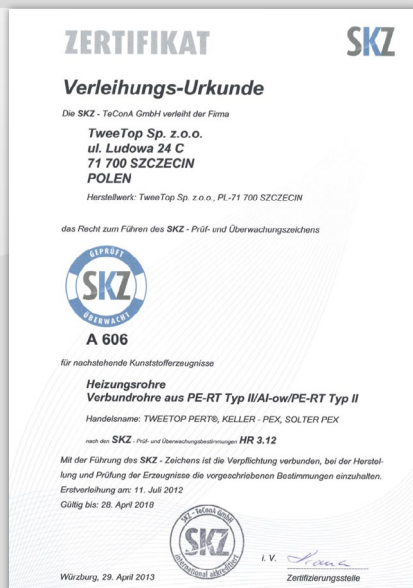 ZERTIFIKAT
SKZ
Verleihungs-Urkunde
Die SKZ - TeConA GmbH verleiht der Firma
TweeTop Sp. z.o.o.
ul. Ludowa 24 C
71 700 SZCZECIN
POLEN
Herstellwerk: TweeTop Sp. z.o.o., PL-71 700 SZCZECIN
das Recht zum Führen des SKZ - Prüf- und Überwachungszeichens
GEPRÜFT
SKZ
ÜBERWACHT
A 606
für nachstehende Kunststofferzeugnisse
Heizungsrohre
Verbundrohre aus PE-RT Typ II/Al-ow/PE-RT Typ II
Handelsname: TWEETOP PERT®, KELLER - PEX, SOLTER PEX
nach den SKZ - Prüf- und Überwachungsbestimmungen HR 3.12
Mit der Führung des SKZ - Zeichens ist die Verpflichtung verbunden, bei der Herstel-
lung und Prüfung der Erzeugnisse die vorgeschriebenen Bestimmungen einzuhalten.
Erstverleihung am: 11. Juli 2012
Gültig bis: 28. April 2018
SKZ - TeConA GmbH
SKZ
international akkreditiert
i. V.
Würzburg, 29. April 2013
Zertifizierungsstelle